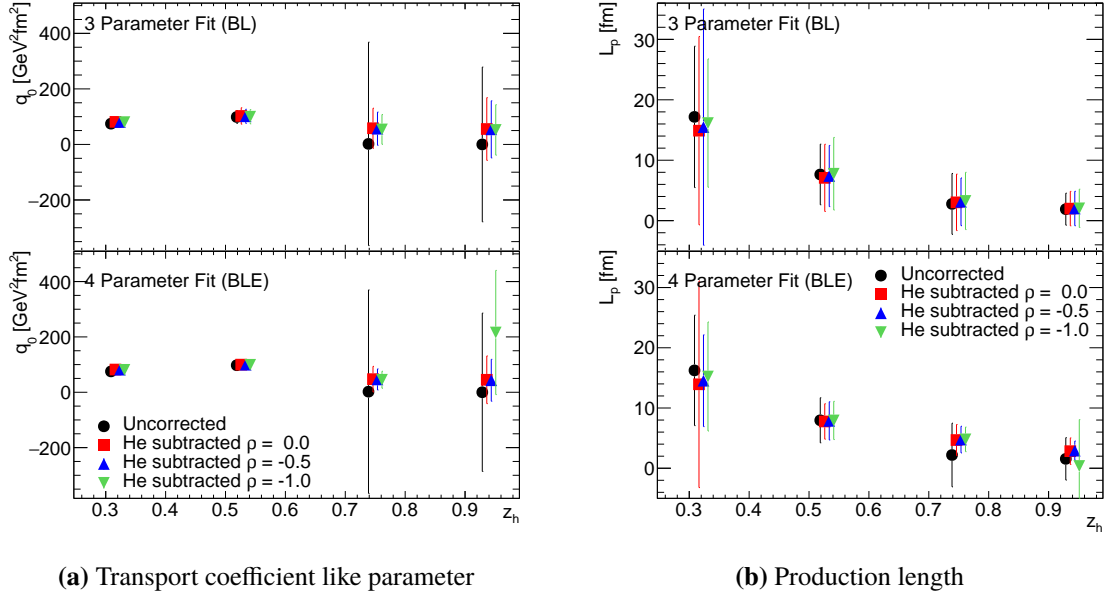 3 Parameter Fit (BL)
q₀ [GeV²fm²]
400
200
0
−200
4 Parameter Fit (BLE)
q₀ [GeV²fm²]
400
200
0
−200
Uncorrected
He subtracted ρ = 0.0
He subtracted ρ = -0.5
He subtracted ρ = -1.0
0.3 0.4 0.5 0.6 0.7 0.8 0.9 z_h
(a) Transport coefficient like parameter
3 Parameter Fit (BL)
L_p [fm]
30
20
10
0
4 Parameter Fit (BLE)
L_p [fm]
30
20
10
0
Uncorrected
He subtracted ρ = 0.0
He subtracted ρ = -0.5
He subtracted ρ = -1.0
0.3 0.4 0.5 0.6 0.7 0.8 0.9 z_h
(b) Production length